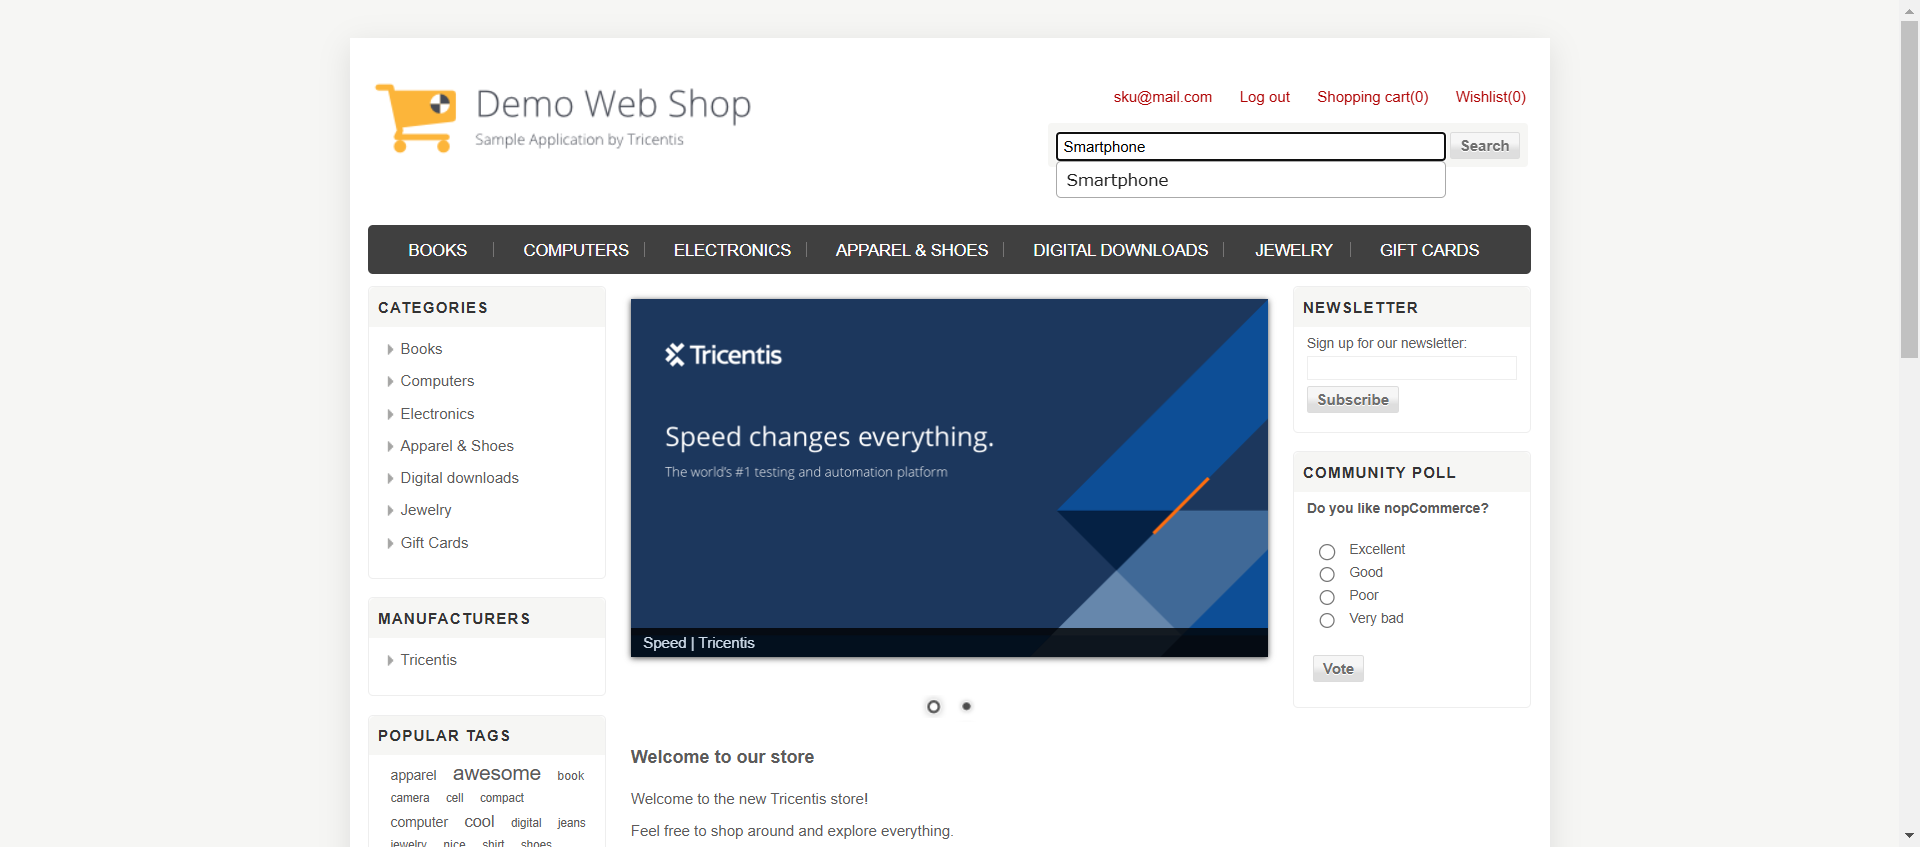 Demo Web Shop
Sample Application by Tricentis
sku@mail.com Log out Shopping cart(0) Wishlist(0)
Smartphone Search
Smartphone
BOOKS COMPUTERS ELECTRONICS APPAREL & SHOES DIGITAL DOWNLOADS JEWELRY GIFT CARDS
CATEGORIES
Books
Computers
Electronics
Apparel & Shoes
Digital downloads
Jewelry
Gift Cards
MANUFACTURERS
Tricentis
POPULAR TAGS
apparel awesome book
camera cell compact
computer cool digital jeans
jewelry nice shirt shoes
Tricentis
Speed changes everything.
The world's #1 testing and automation platform
Speed | Tricentis
Welcome to our store
Welcome to the new Tricentis store!
Feel free to shop around and explore everything.
NEWSLETTER
Sign up for our newsletter:
Subscribe
COMMUNITY POLL
Do you like nopCommerce?
Excellent
Good
Poor
Very bad
Vote